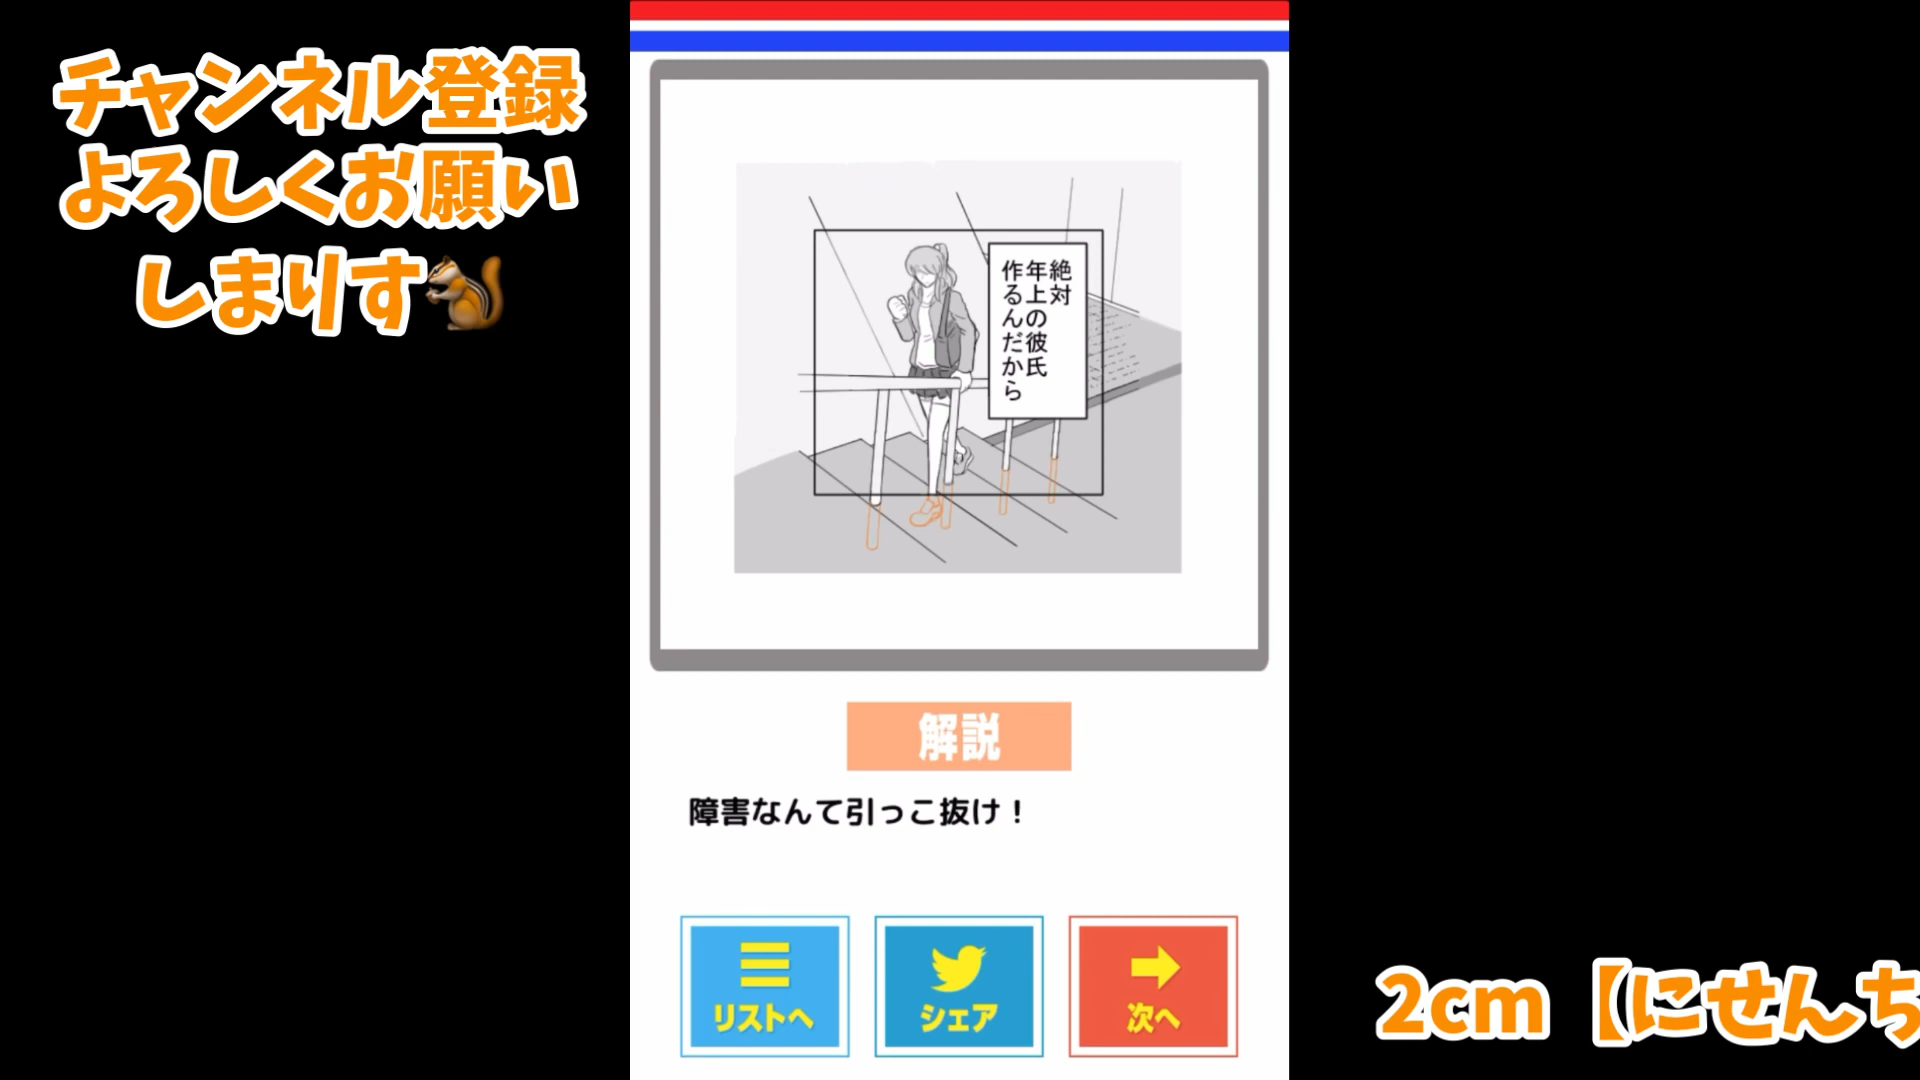 チャンネル登録
よろしくお願い
しまりす🐿️
絶対
年上の彼氏
作るんだから
解説
障害なんて引っこ抜け！
リストへ
シェア
次へ
2cm【にせんち